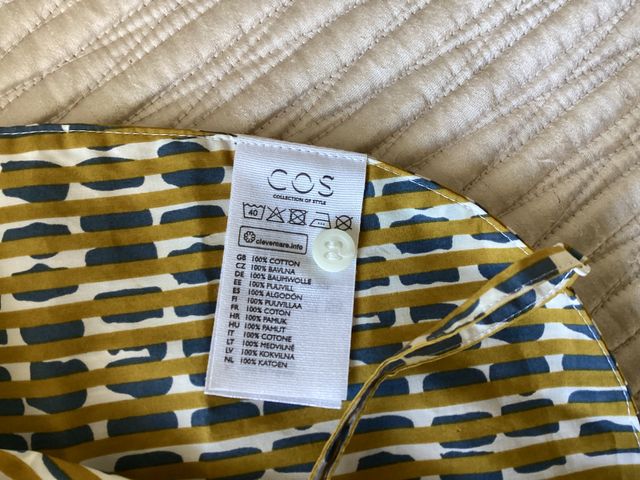 COS
COLLECTION OF STYLE
40
clevercare.info
GB 100% COTTON
CZ 100% BAVLNA
DE 100% BAUMWOLLE
EE 100% PUUVILL
ES 100% ALGODÓN
FI 100% PUUVILLAA
FR 100% COTON
HR 100% PAMUK
HU 100% PAMUT
IT 100% COTONE
LT 100% MEDVILNĖ
LV 100% KOKVILNA
NL 100% KATOEN